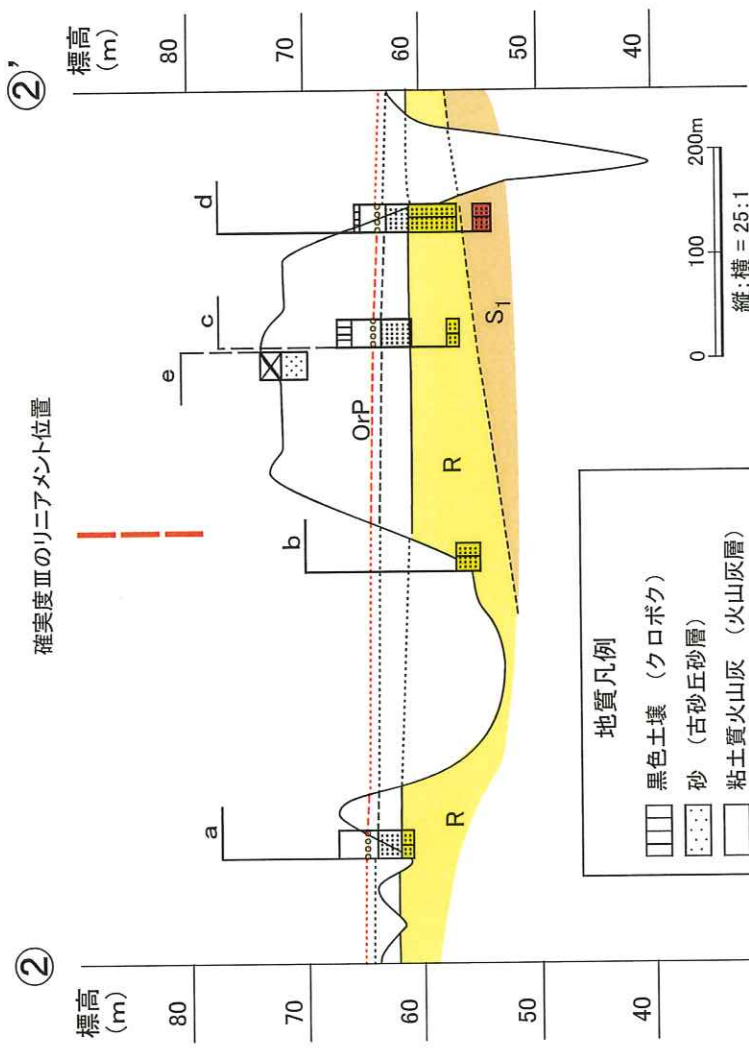 ②
②’
標高
(m)
80
70
60
50
40
標高
(m)
80
70
60
50
40
確実度Ⅲのリニアメント位置
a
b
e
c
d
OrP
R
R
S1
0
100
200m
縦:横 = 25:1
地質凡例
黒色土壌 (クロボク)
砂 (古砂丘砂層)
粘土質火山灰 (火山灰層)